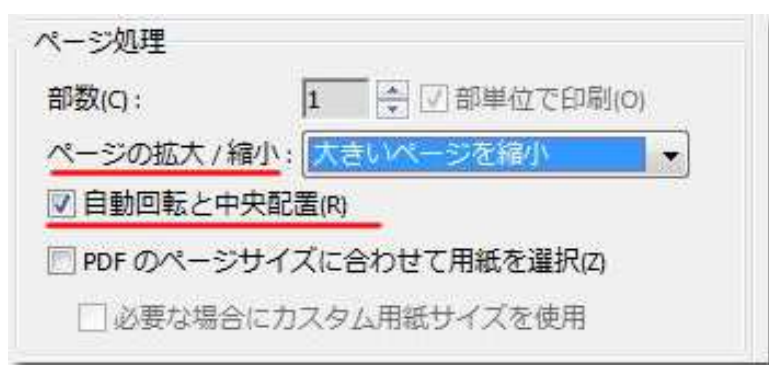 ページ処理
部数(C): 1 部単位で印刷(O)
ページの拡大 / 縮小: 大きいページを縮小
自動回転と中央配置(R)
PDF のページサイズに合わせて用紙を選択(Z)
必要な場合にカスタム用紙サイズを使用